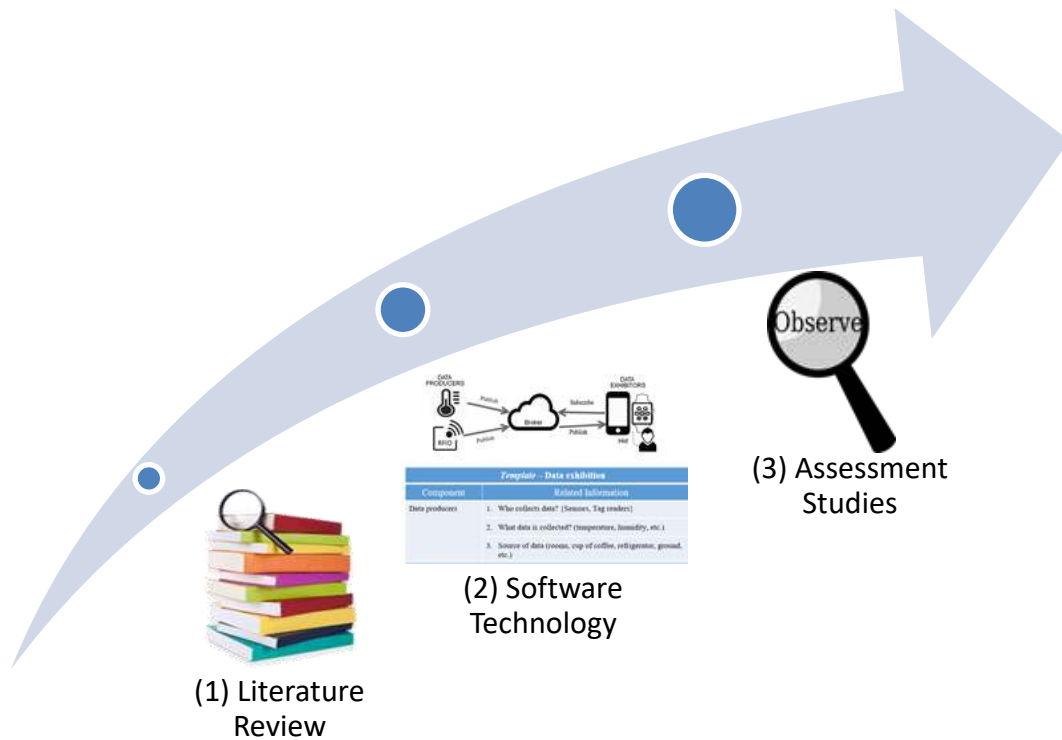 Observe
DATA
PRODUCERS
DATA
EXHIBITORS
Publish
Subscribe
Broker
RFID
Publish
Publish
Template – Data exhibition
Component Related Information
Data producers 1. Who collects data? (Sensors, Tag readers)
2. What data is collected? (temperature, humidity, etc.)
3. Source of data (rooms, cup of coffee, refrigerator, ground,
etc.)
(3) Assessment
Studies
(2) Software
Technology
(1) Literature
Review